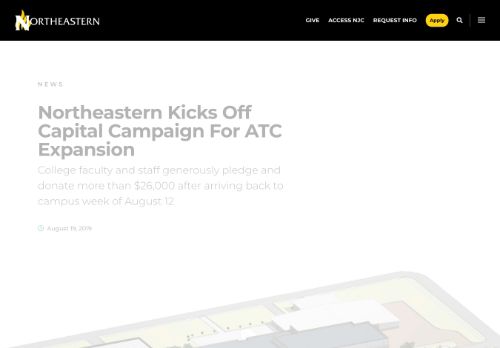 NORTHEASTERN
GIVE ACCESS NJC REQUEST INFO Apply
NEWS
Northeastern Kicks Off
Capital Campaign For ATC
Expansion
College faculty and staff generously pledge and
donate more than $26,000 after arriving back to
campus week of August 12
August 19, 2019